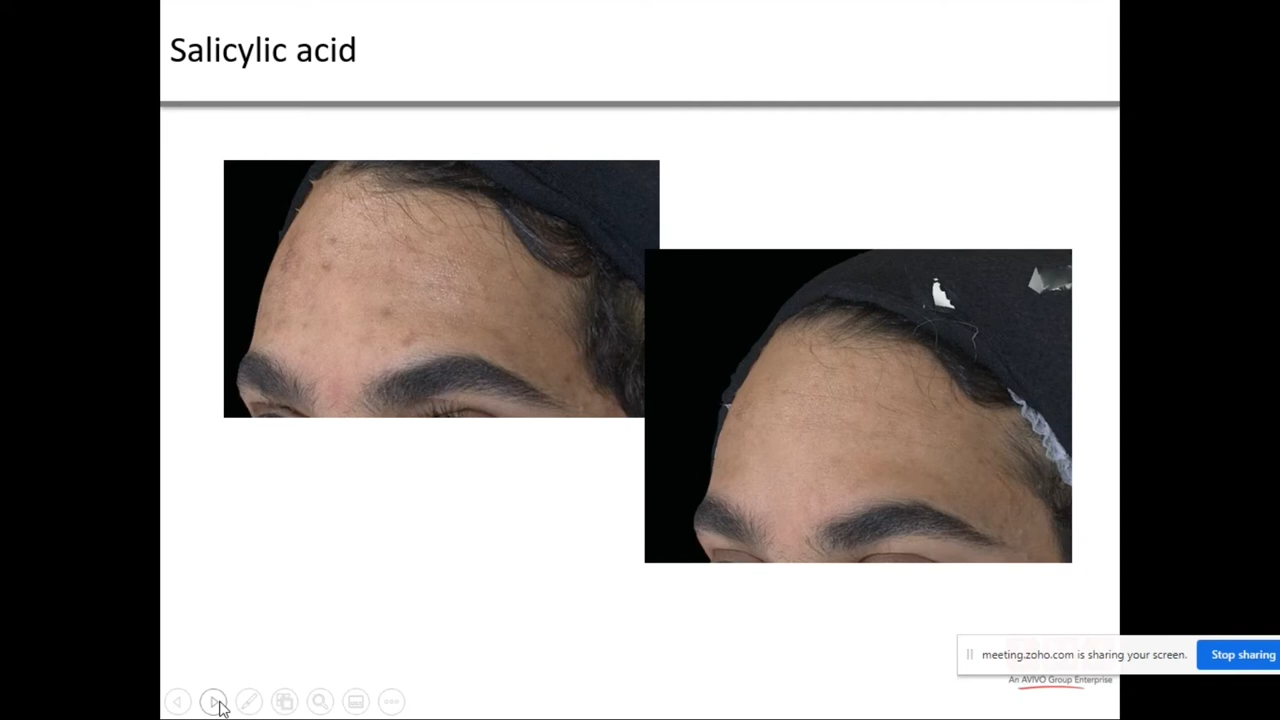 Salicylic acid
meeting.zoho.com is sharing your screen.
Stop sharing
An AVIVO Group Enterprise